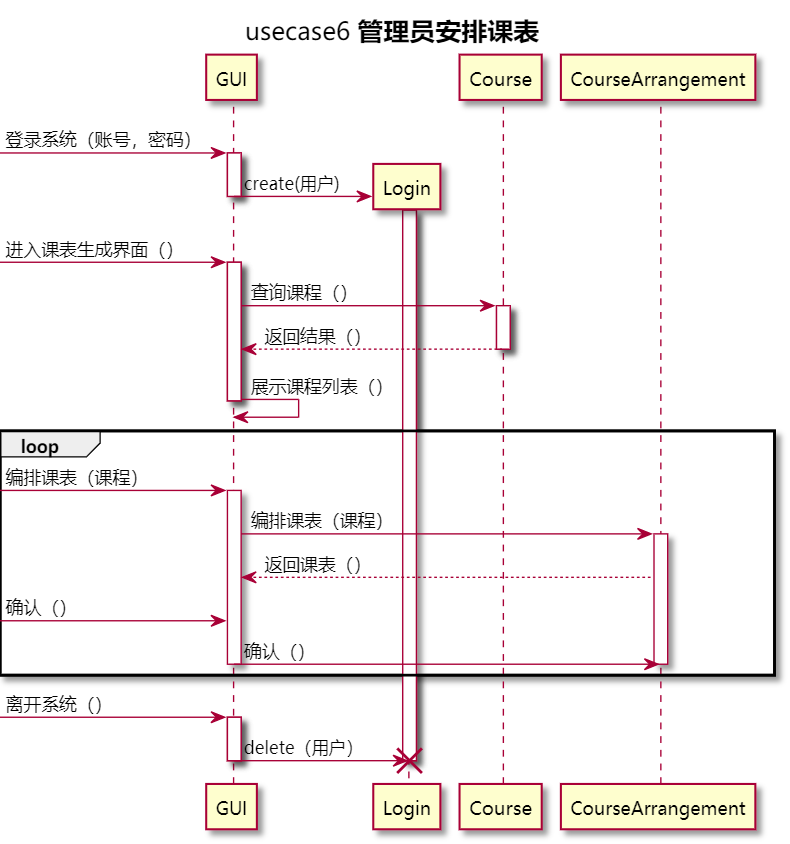 usecase6 管理员安排课表
GUI
Course
CourseArrangement
登录系统（账号，密码）
create(用户)
Login
进入课表生成界面（）
查询课程（）
返回结果（）
展示课程列表（）
loop
编排课表（课程）
编排课表（课程）
返回课表（）
确认（）
确认（）
离开系统（）
delete（用户）
GUI
Login
Course
CourseArrangement